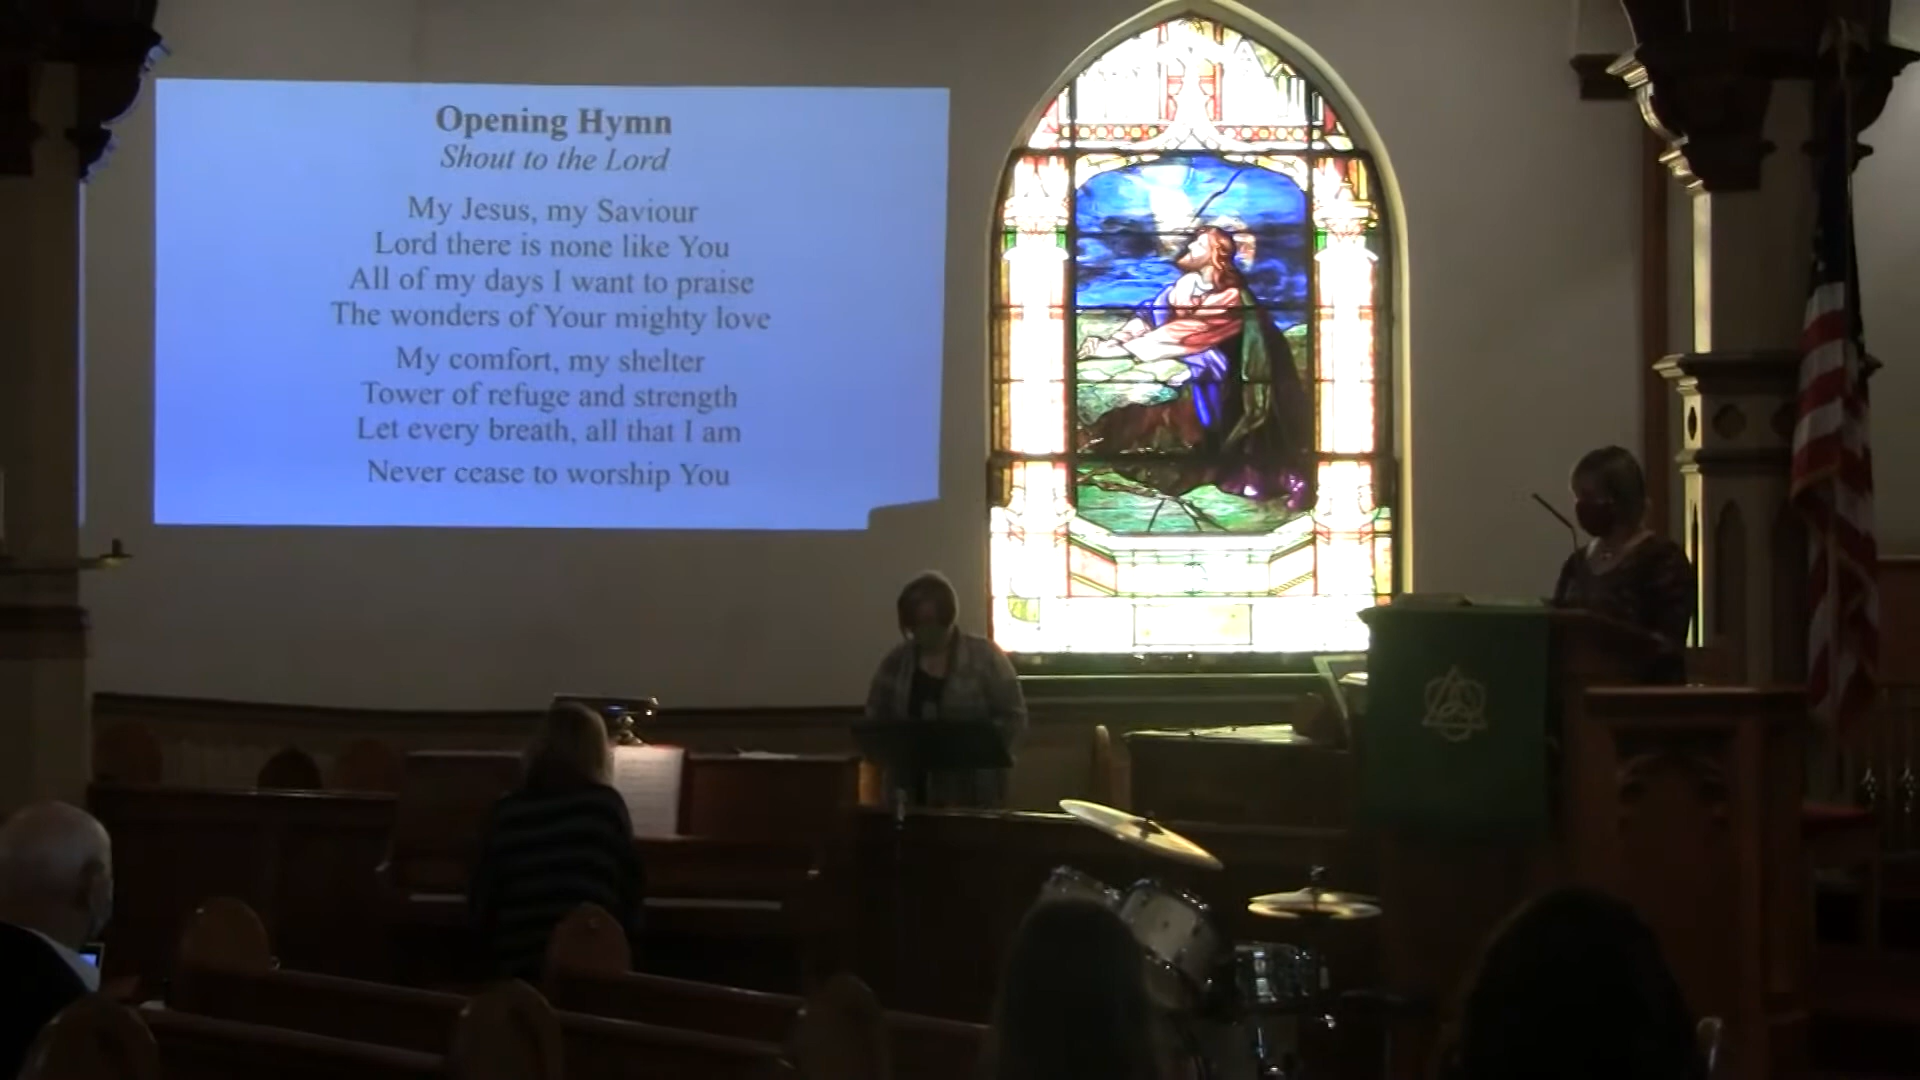 Opening Hymn
Shout to the Lord
My Jesus, my Saviour
Lord there is none like You
All of my days I want to praise
The wonders of Your mighty love
My comfort, my shelter
Tower of refuge and strength
Let every breath, all that I am
Never cease to worship You